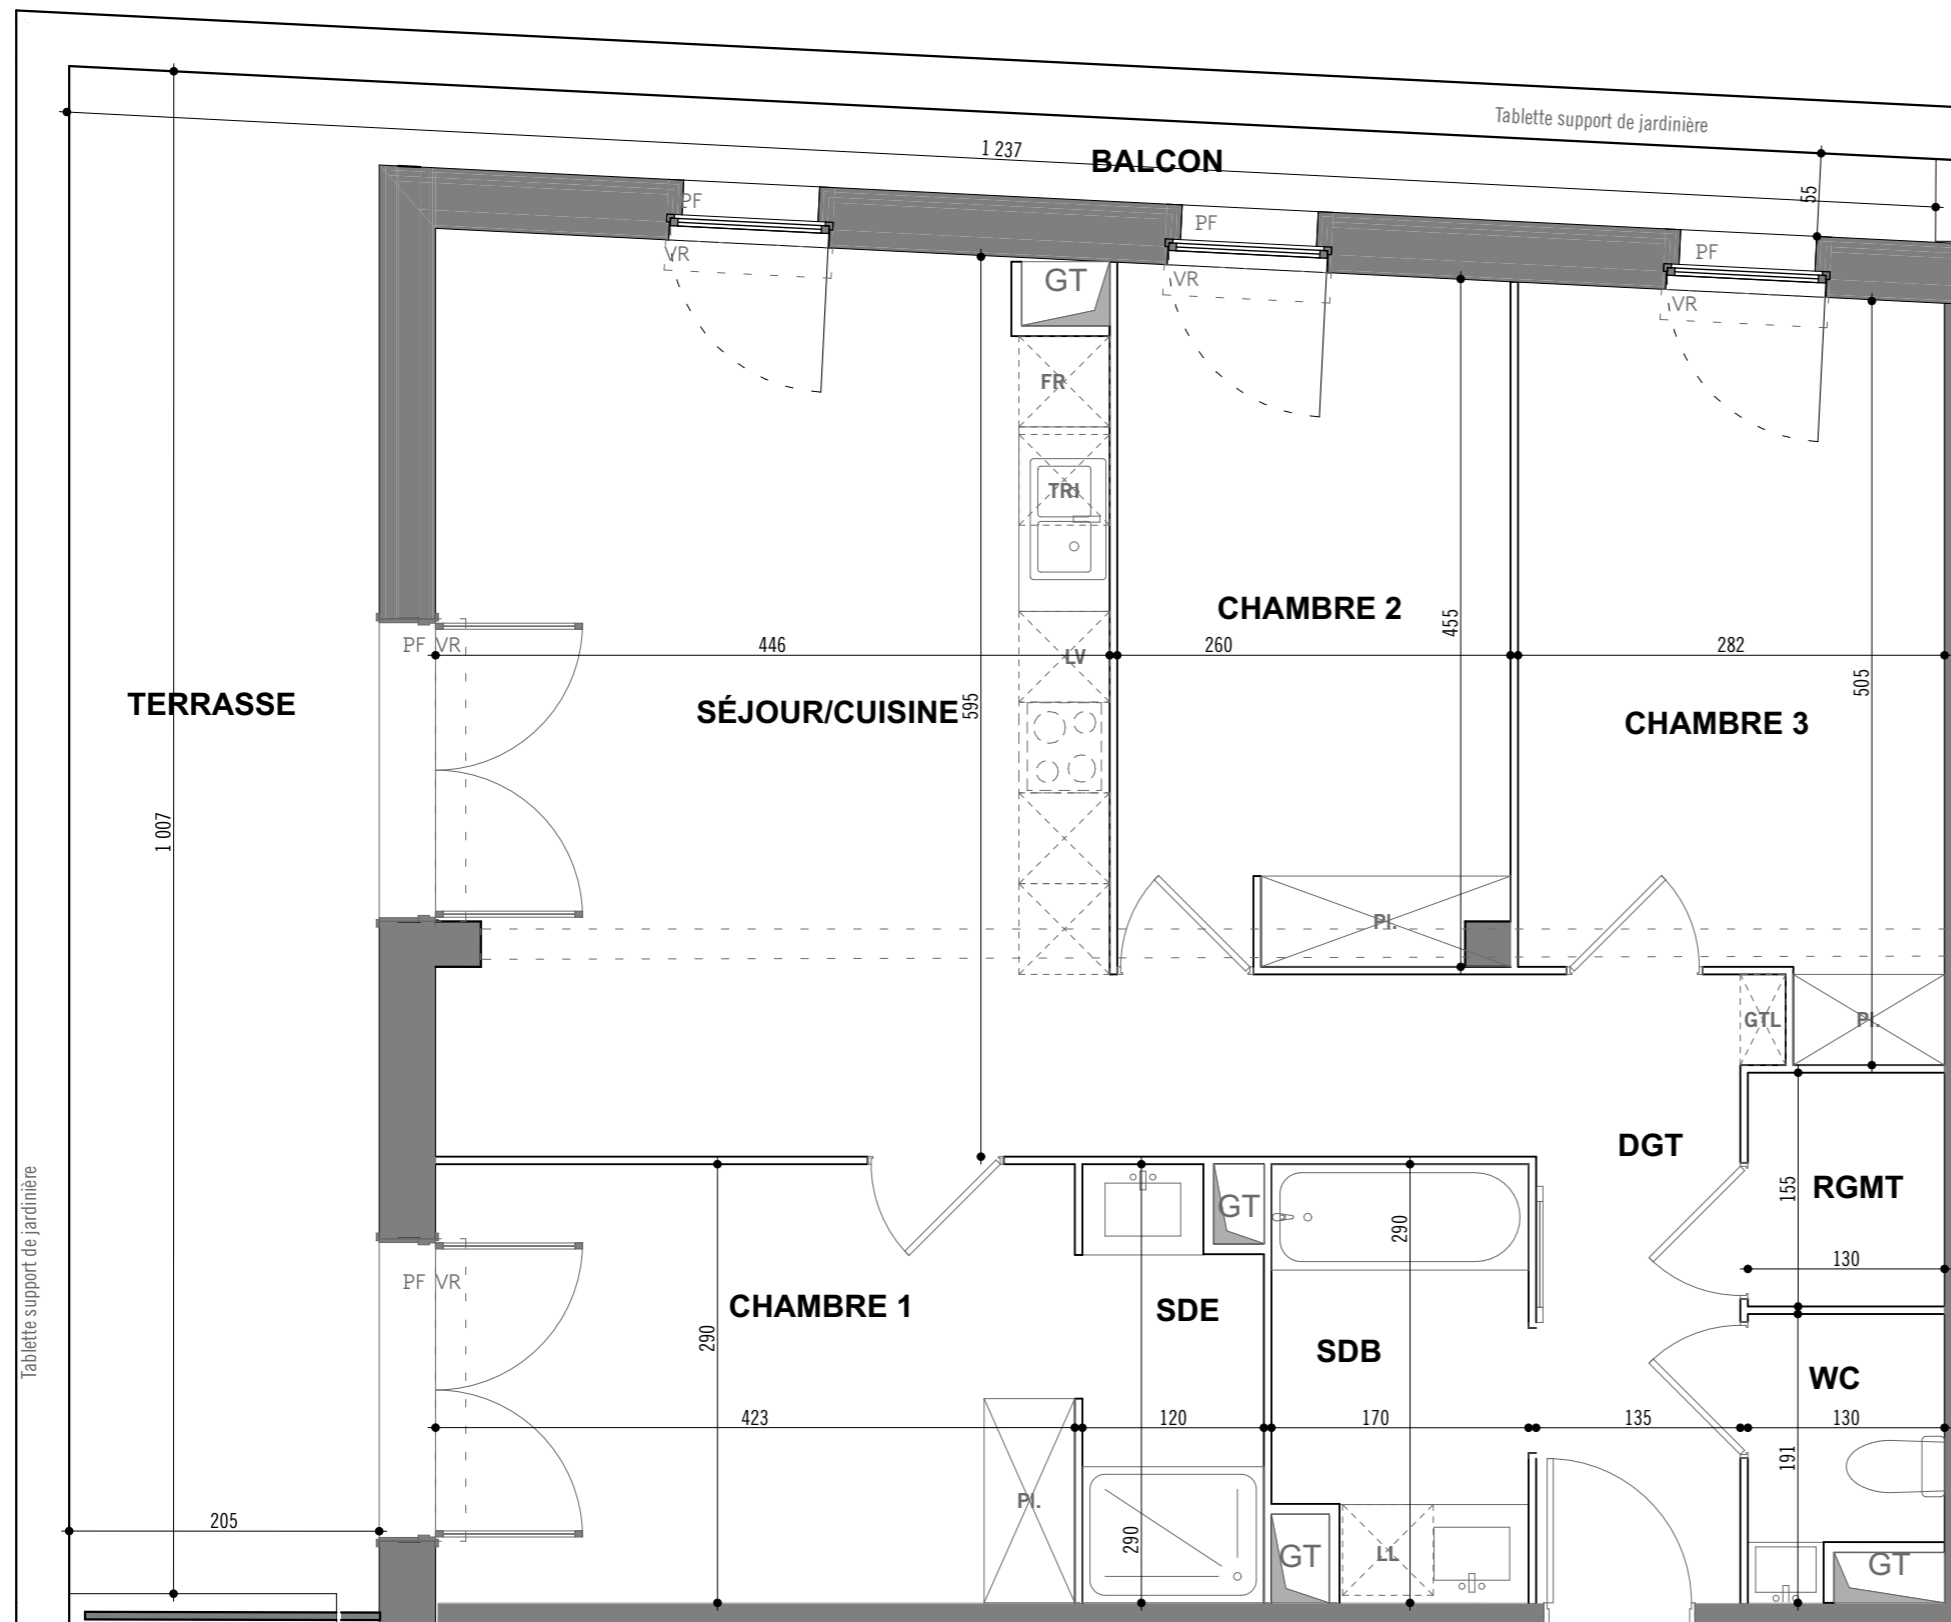 Tablette support de jardinière
1 237
BALCON
55
PF
VR
PF
VR
PF
VR
GT
FR
TRI
CHAMBRE 2
455
PF VR
446
LV
260
282
505
TERRASSE
SÉJOUR/CUISINE
595
CHAMBRE 3
1 007
PI.
GTL
PI.
DGT
155
RGMT
Tablette support de jardinière
GT
290
130
PF VR
CHAMBRE 1
290
SDE
SDB
WC
423
120
170
135
130
191
PI.
205
290
GT
LL
GT